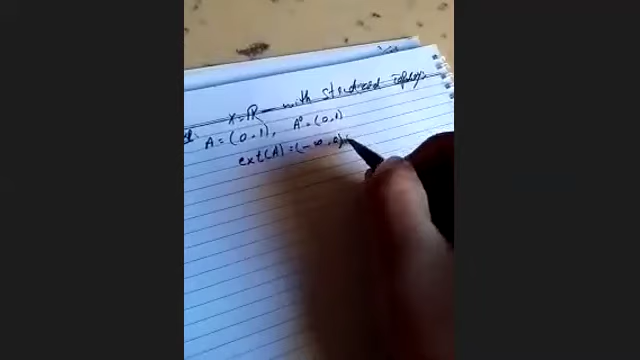 X=ℝ with standard topology
A=(0,1), A°=(0,1)
ext(A)=(-∞,0)